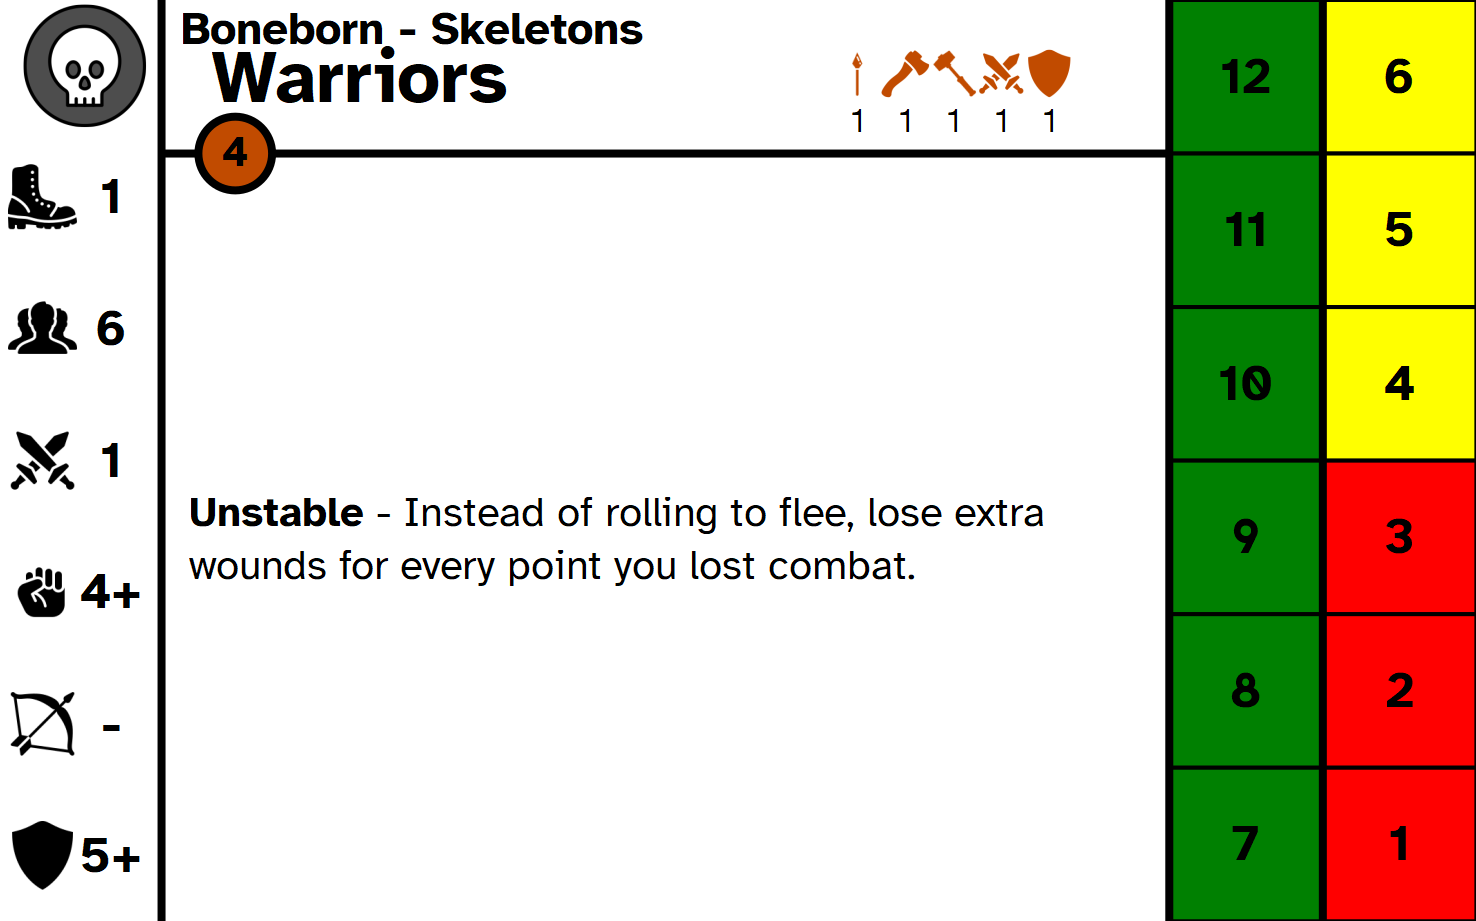 Boneborn - Skeletons
Warriors
1 1 1 1 1
4
1
6
1
4+
-
5+
Unstable - Instead of rolling to flee, lose extra
wounds for every point you lost combat.
12 6
11 5
10 4
9 3
8 2
7 1